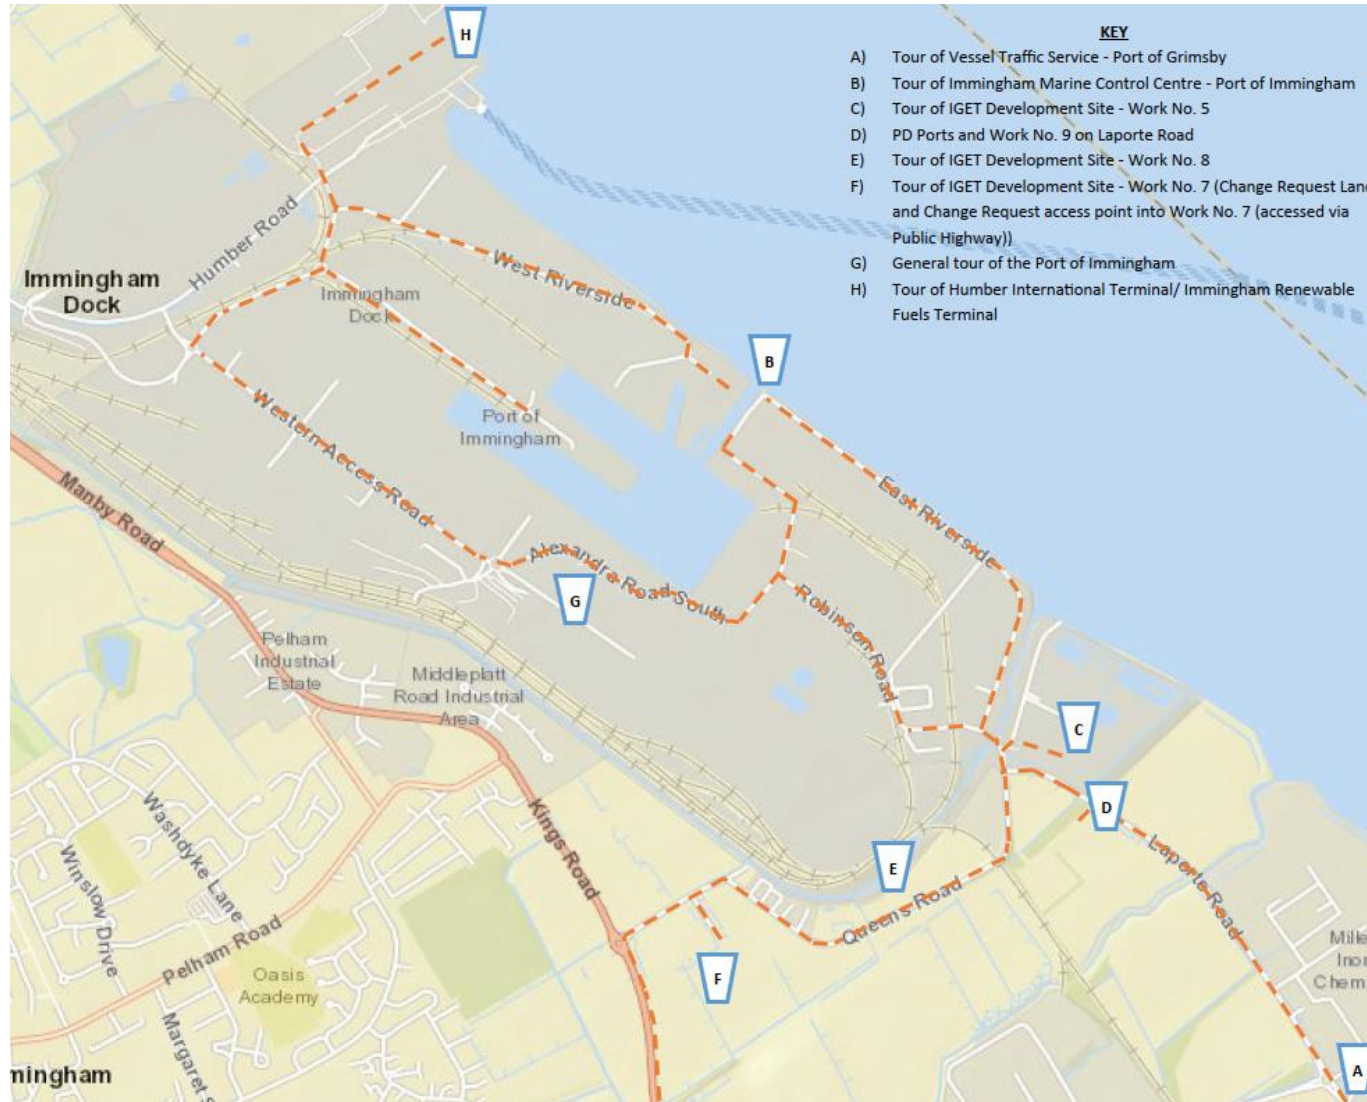 KEY
A) Tour of Vessel Traffic Service - Port of Grimsby
B) Tour of Immingham Marine Control Centre - Port of Immingham
C) Tour of IGET Development Site - Work No. 5
D) PD Ports and Work No. 9 on Laporte Road
E) Tour of IGET Development Site - Work No. 8
F) Tour of IGET Development Site - Work No. 7 (Change Request Land
and Change Request access point into Work No. 7 (accessed via
Public Highway))
G) General tour of the Port of Immingham
H) Tour of Humber International Terminal/ Immingham Renewable
Fuels Terminal
H
Humber Road
Immingham
Dock
West Riverside
Immingham
Dock
B
Port of
Immingham
Western Access Road
Manby Road
East Riverside
Alexandra Road South
G
Robinson Road
Pelham
Industrial
Estate
Middleplatt
Road Industrial
Area
C
D
Kings Road
Washdyke Lane
Winslow Drive
E
Laporte Road
Queens Road
Pelham Road
Oasis
Academy
F
Mille
Inor
Chem
Margaret S
mingham
A